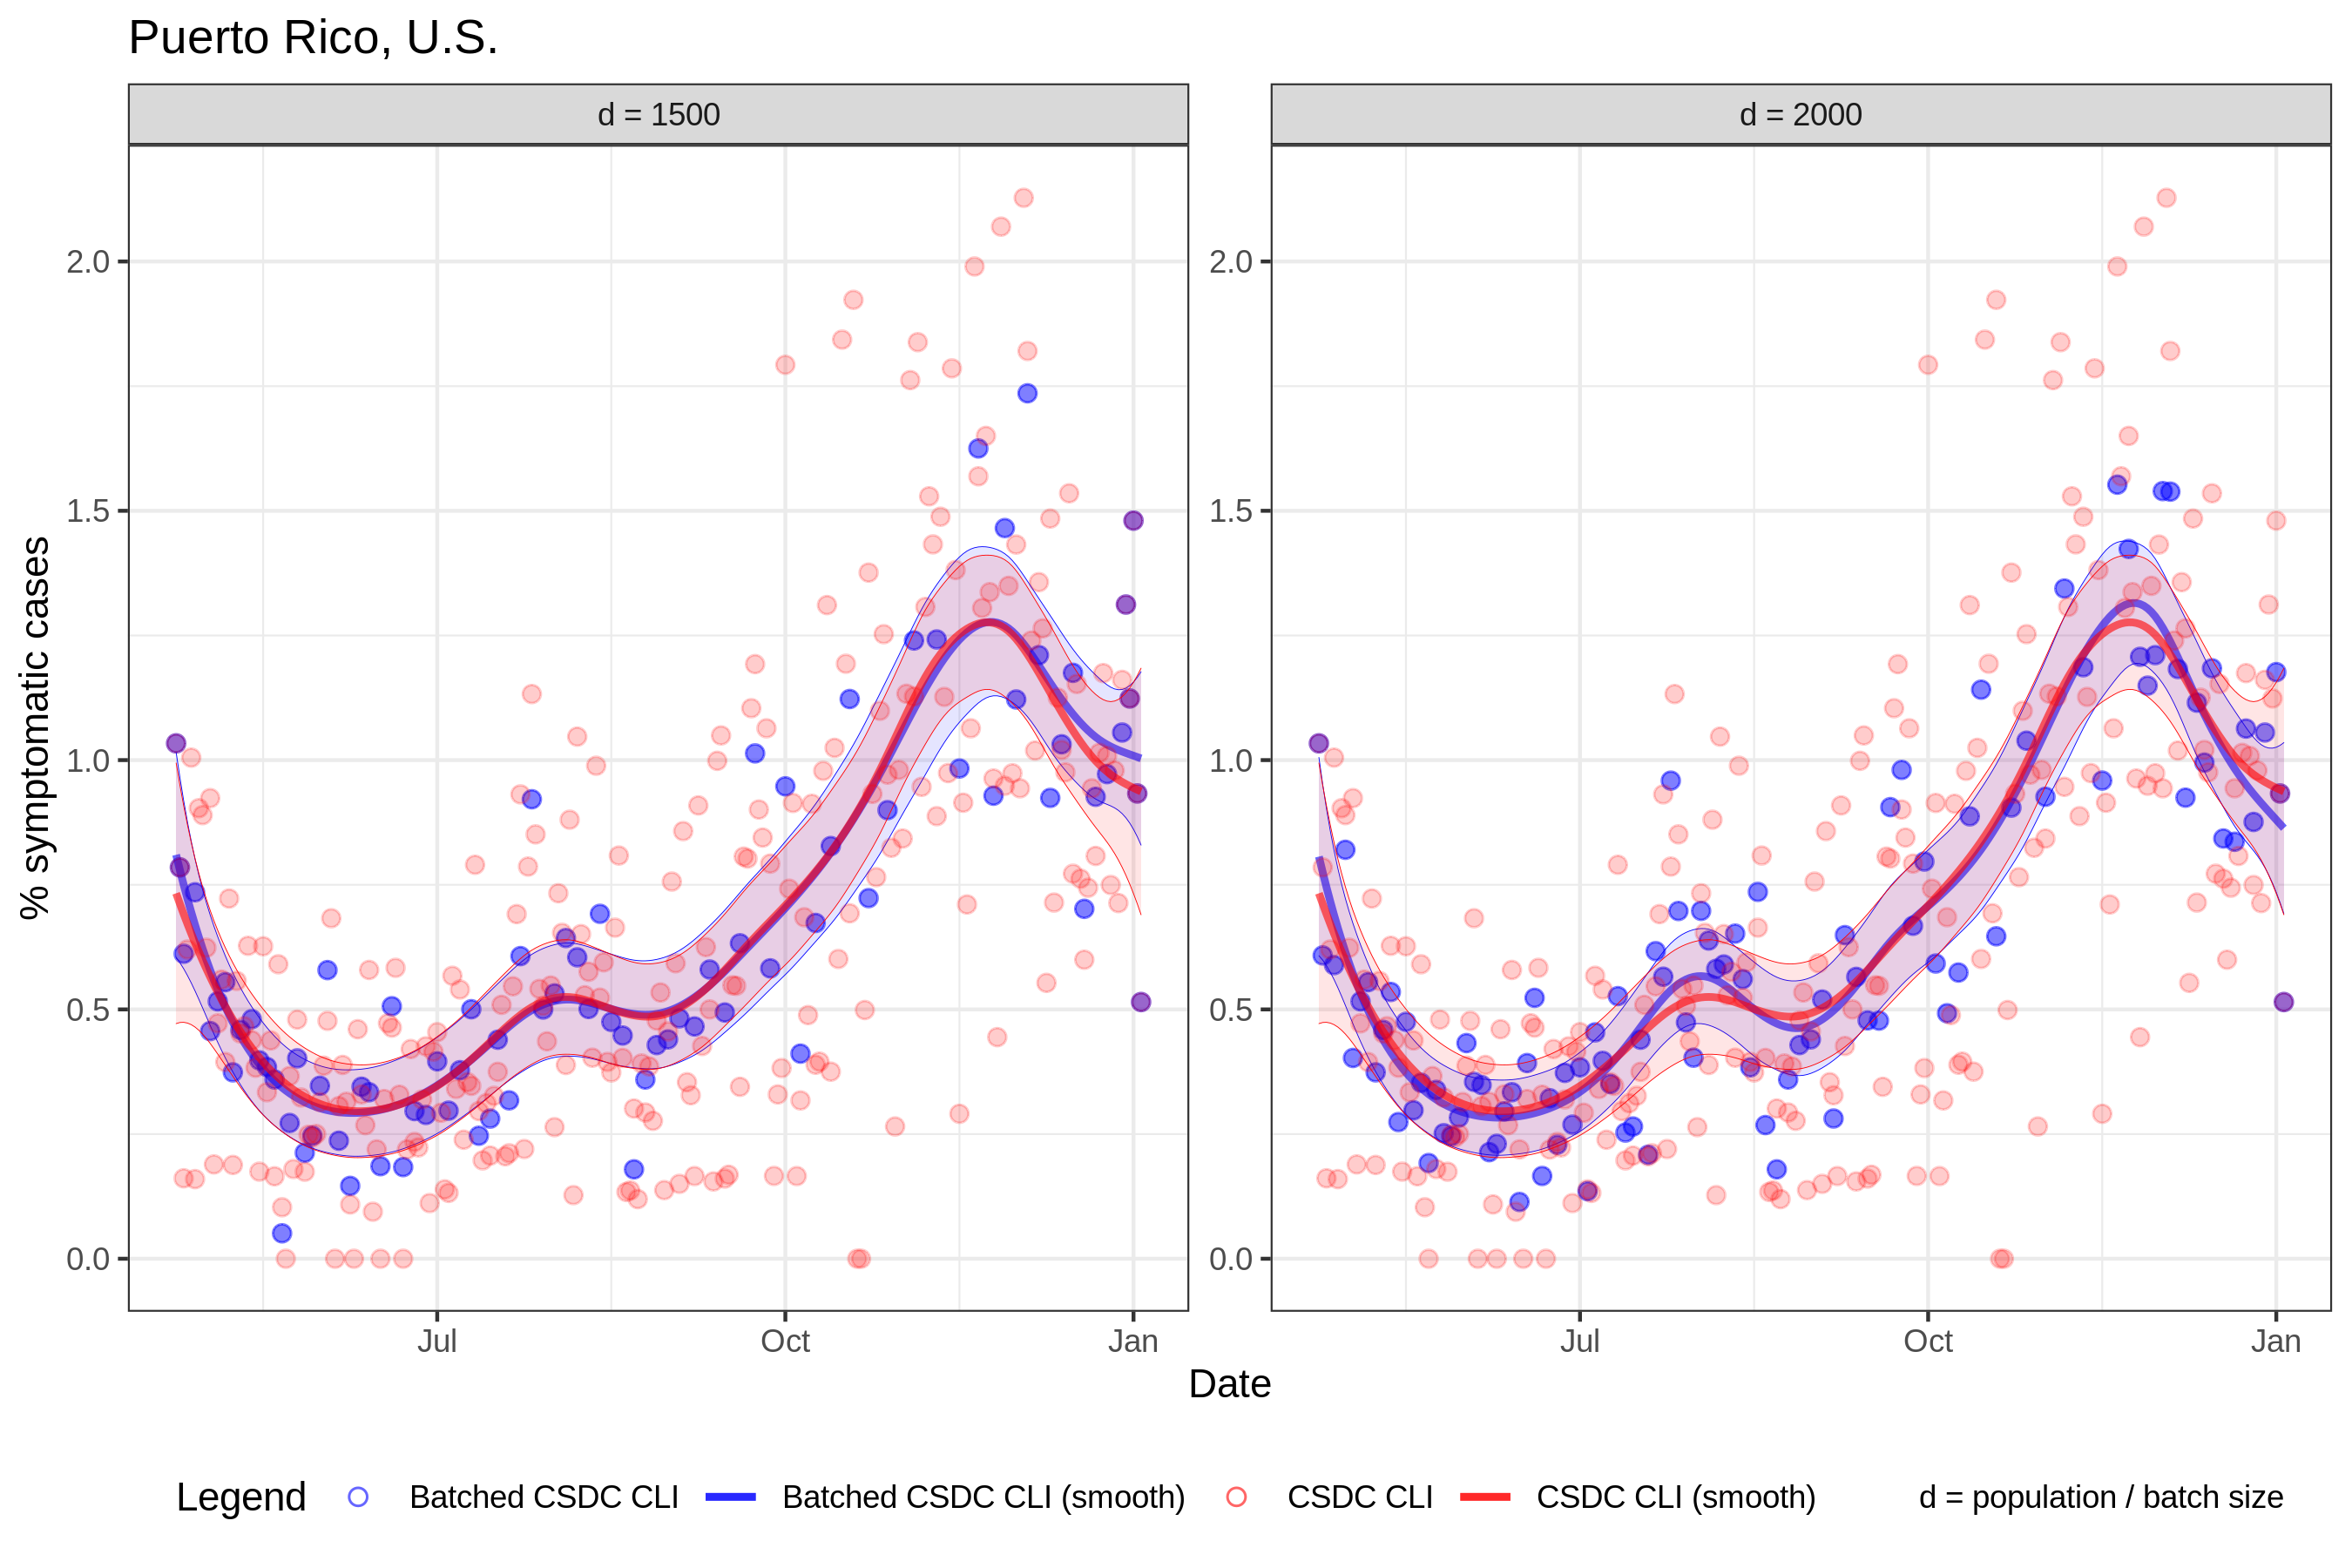 Puerto Rico, U.S.
d = 1500
d = 2000
% symptomatic cases
2.0
1.5
1.0
0.5
0.0
2.0
1.5
1.0
0.5
0.0
Jul
Oct
Jan
Jul
Oct
Jan
Date
Legend
Batched CSDC CLI
Batched CSDC CLI (smooth)
CSDC CLI
CSDC CLI (smooth)
d = population / batch size